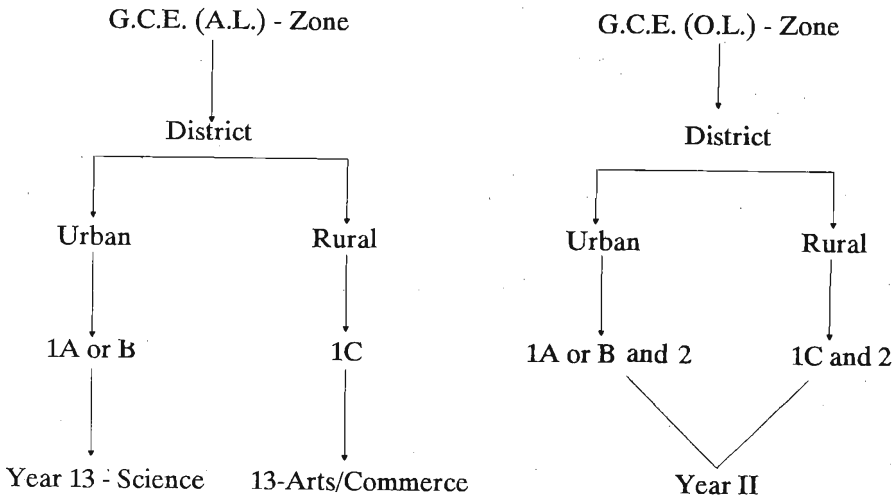 G.C.E. (A.L.) - Zone
District
Urban
Rural
1A or B
1C
Year 13 - Science
13-Arts/Commerce
G.C.E. (O.L.) - Zone
District
Urban
Rural
1A or B and 2
1C and 2
Year II